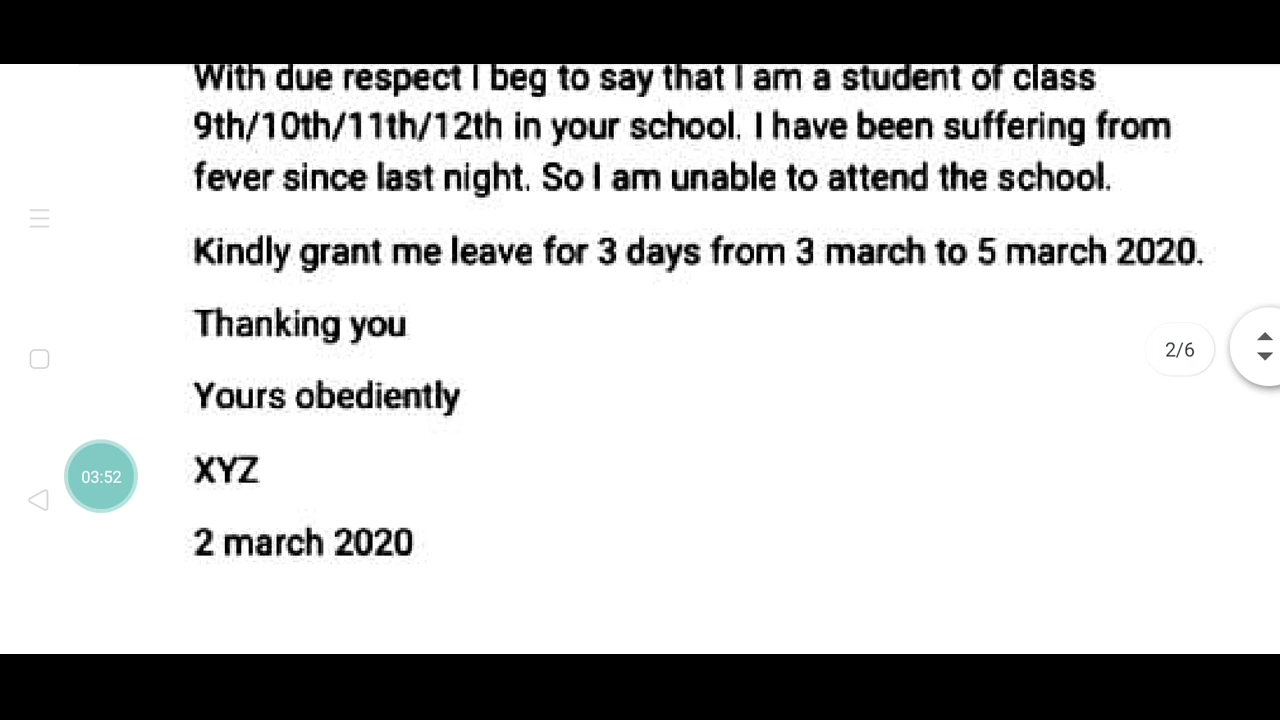 With due respect I beg to say that I am a student of class
9th/10th/11th/12th in your school. I have been suffering from
fever since last night. So I am unable to attend the school.
Kindly grant me leave for 3 days from 3 march to 5 march 2020.
Thanking you
2/6
Yours obediently
XYZ
03:52
2 march 2020